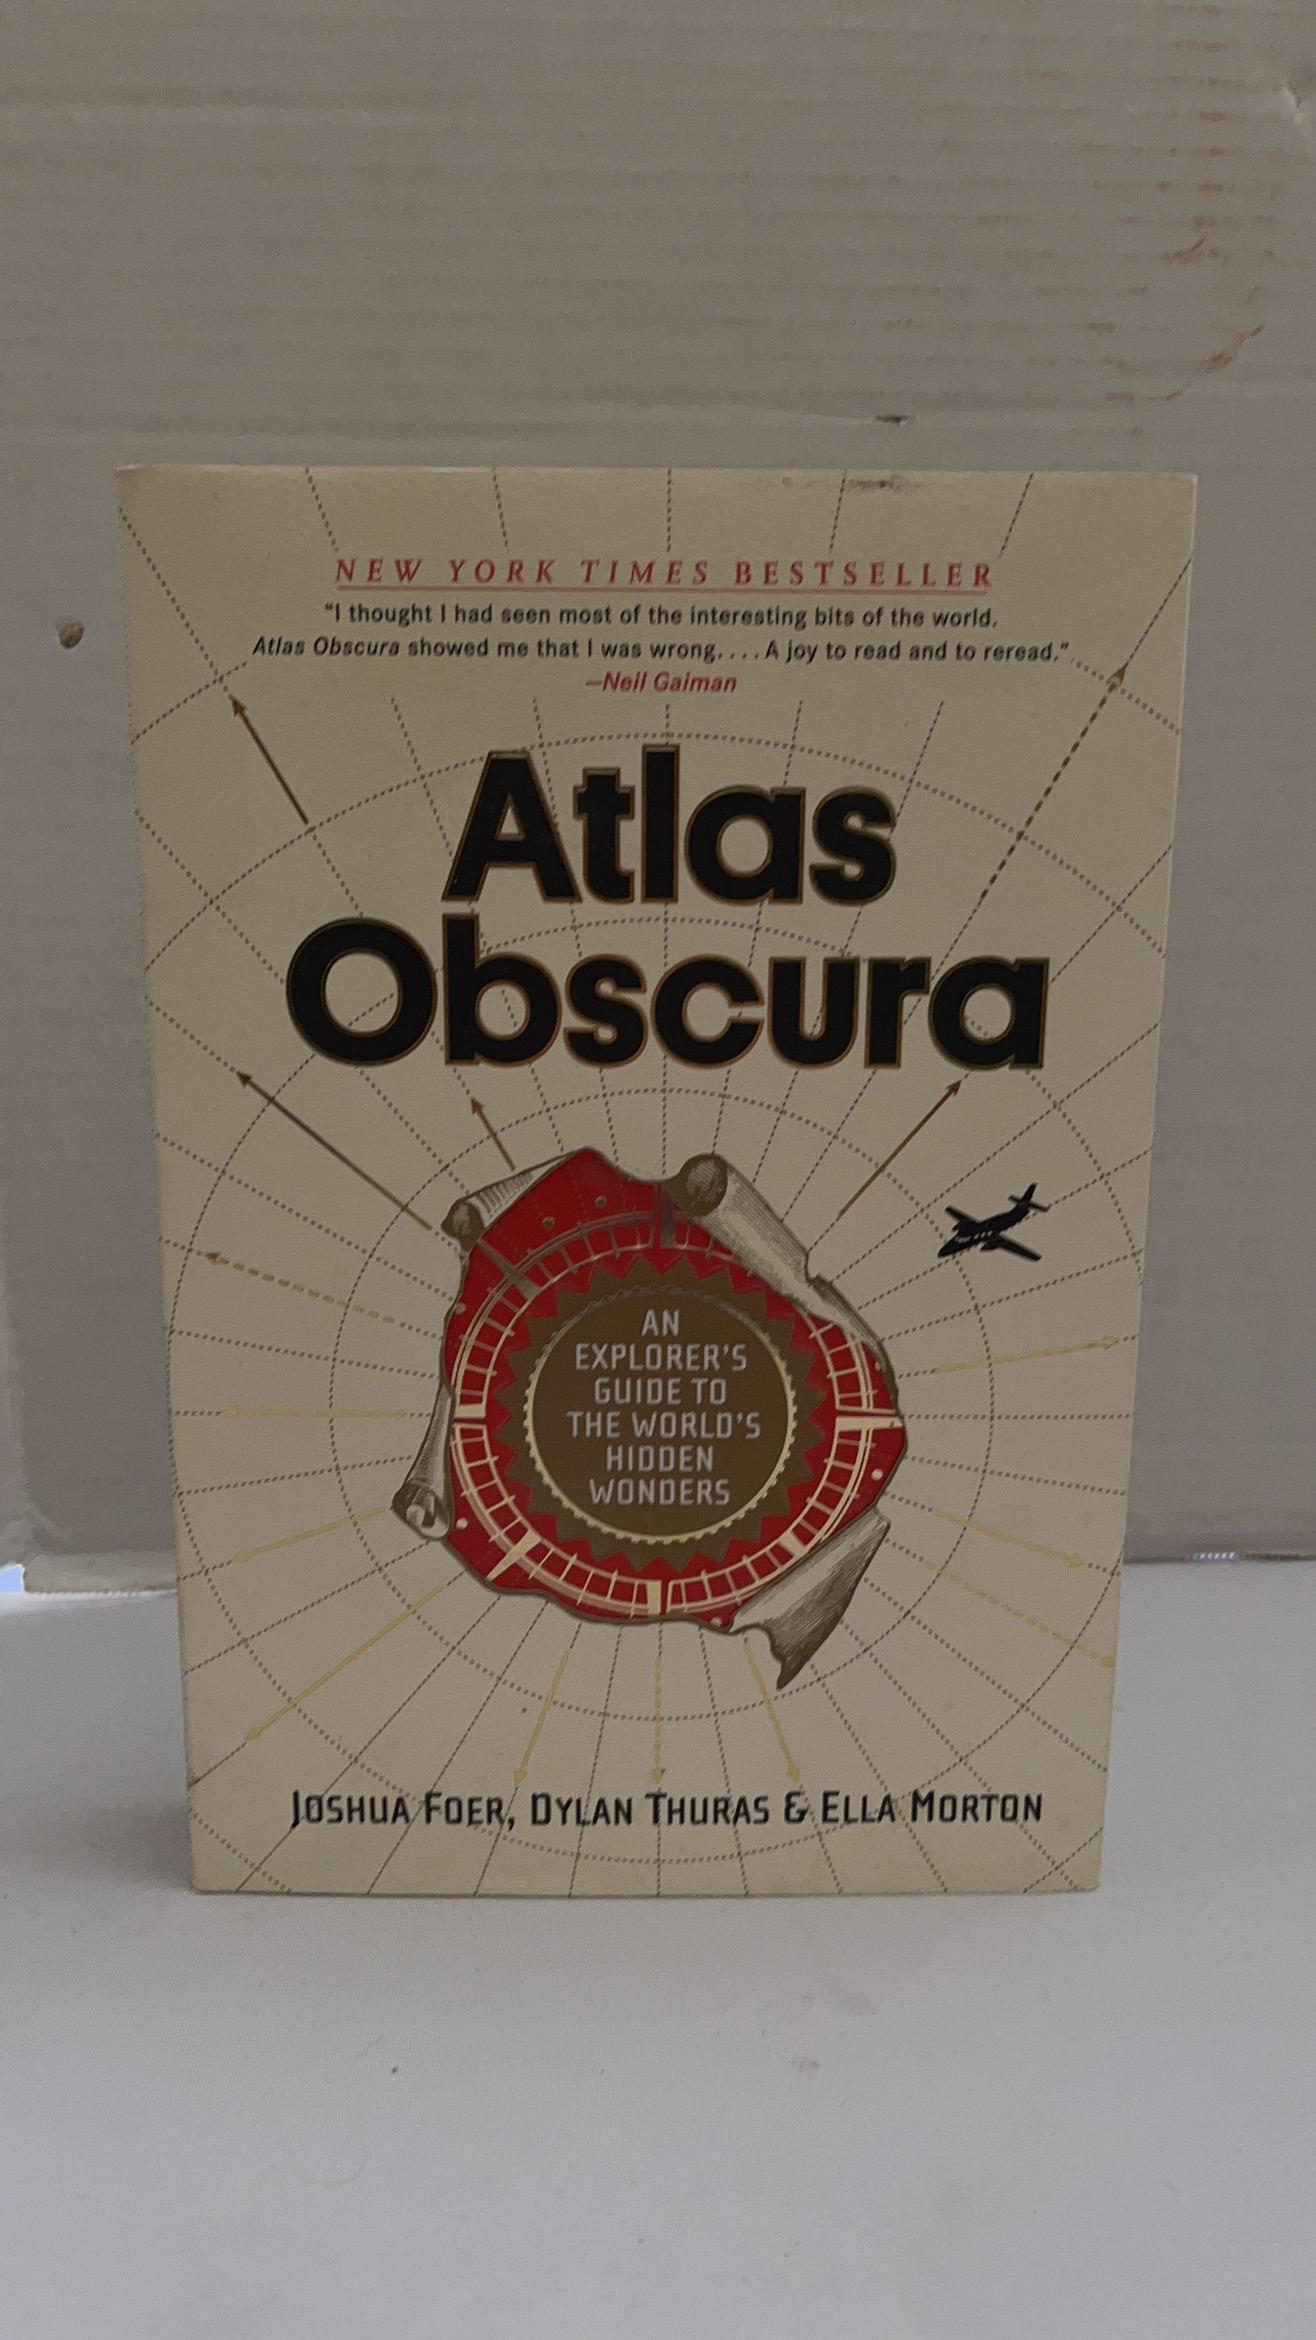 NEW YORK TIMES BESTSELLER
“I thought I had seen most of the interesting bits of the world.
Atlas Obscura showed me that I was wrong.... A joy to read and to reread.”
—Neil Gaiman
Atlas
Obscura
AN
EXPLORER'S
GUIDE TO
THE WORLD'S
HIDDEN
WONDERS
JOSHUA FOER, DYLAN THURAS & ELLA MORTON